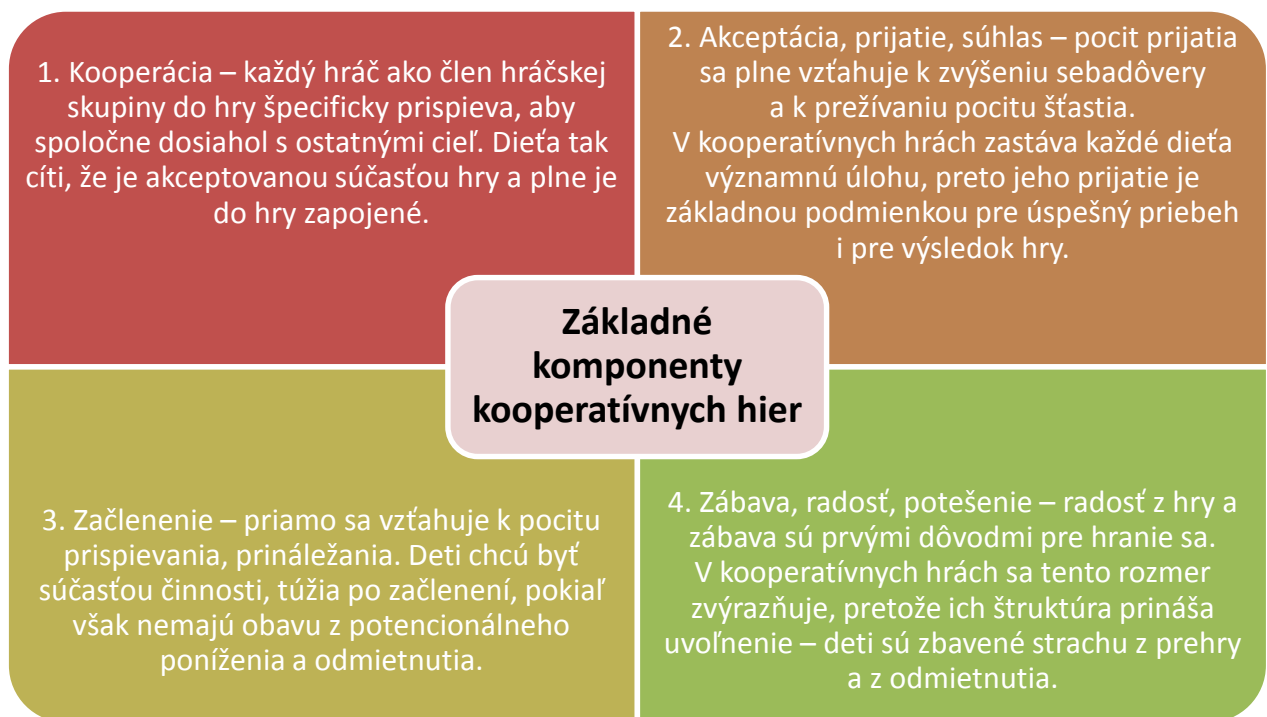 1. Kooperácia – každý hráč ako člen hráčskej
skupiny do hry špecificky prispieva, aby
spoločne dosiahol s ostatnými cieľ. Dieťa tak
cíti, že je akceptovanou súčasťou hry a plne je
do hry zapojené.
2. Akceptácia, prijatie, súhlas – pocit prijatia
sa plne vzťahuje k zvýšeniu sebadôvery
a k prežívaniu pocitu šťastia.
V kooperatívnych hrách zastáva každé dieťa
významnú úlohu, preto jeho prijatie je
základnou podmienkou pre úspešný priebeh
i pre výsledok hry.
Základné
komponenty
kooperatívnych hier
3. Začlenenie – priamo sa vzťahuje k pocitu
prispievania, prináležania. Deti chcú byť
súčasťou činnosti, túžia po začlenení, pokiaľ
však nemajú obavu z potencionálneho
poníženia a odmietnutia.
4. Zábava, radosť, potešenie – radosť z hry a
zábava sú prvými dôvodmi pre hranie sa.
V kooperatívnych hrách sa tento rozmer
zvýrazňuje, pretože ich štruktúra prináša
uvoľnenie – deti sú zbavené strachu z prehry
a z odmietnutia.